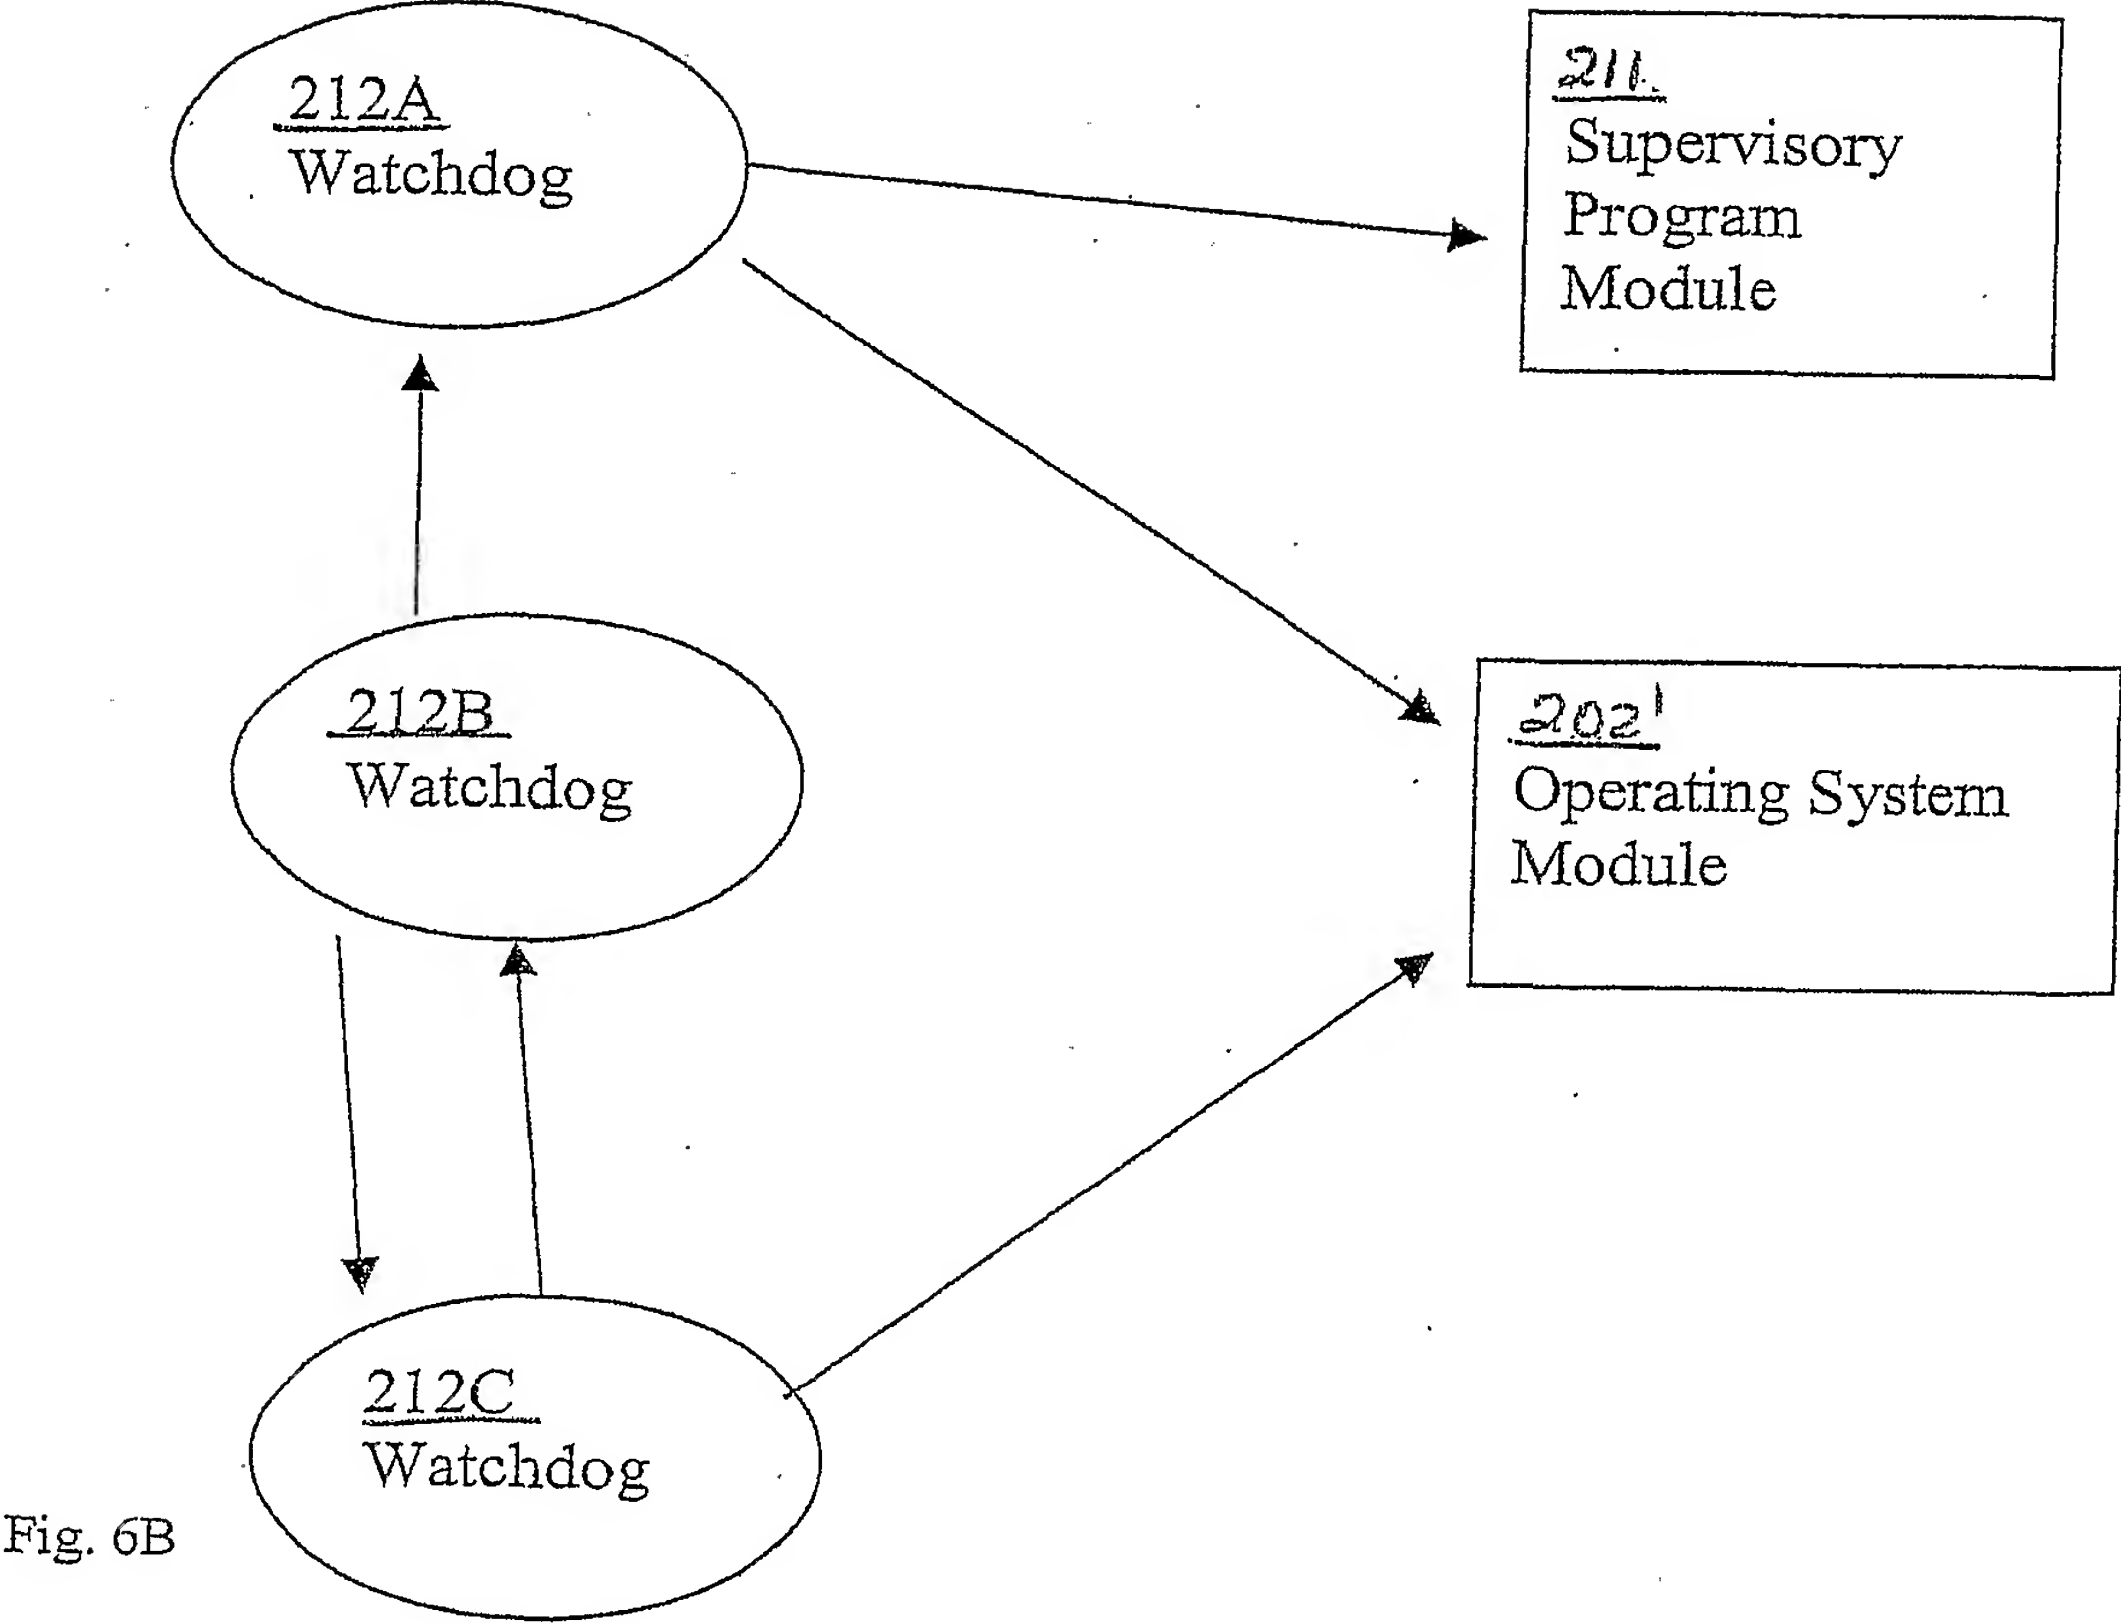 212A
Watchdog
211.
Supervisory
Program
Module
212B
Watchdog
202'
Operating System
Module
212C
Watchdog
Fig. 6B